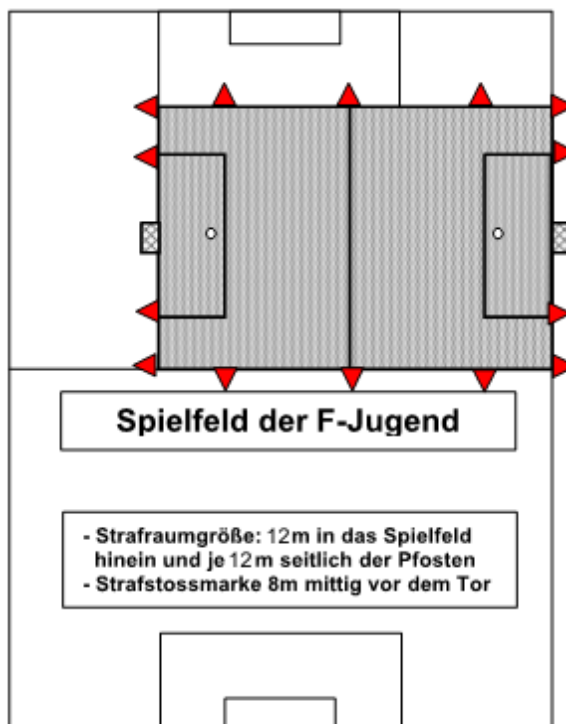 Spielfeld der F-Jugend
- Strafraumgröße: 12m in das Spielfeld
hinein und je 12m seitlich der Pfosten
- Strafstossmarke 8m mittig vor dem Tor